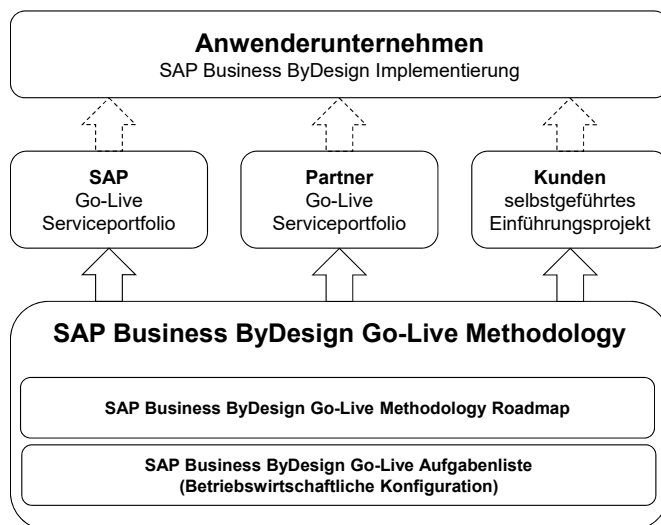 Anwenderunternehmen
SAP Business ByDesign Implementierung
SAP
Go-Live
Serviceportfolio
Partner
Go-Live
Serviceportfolio
Kunden
selbstgeführtes
Einführungsprojekt
SAP Business ByDesign Go-Live Methodology
SAP Business ByDesign Go-Live Methodology Roadmap
SAP Business ByDesign Go-Live Aufgabenliste
(Betriebswirtschaftliche Konfiguration)